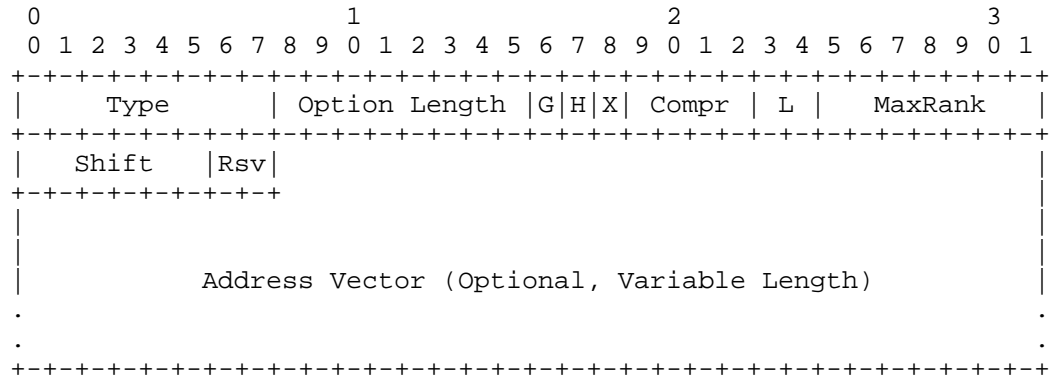 0                   1                   2                   3
 0 1 2 3 4 5 6 7 8 9 0 1 2 3 4 5 6 7 8 9 0 1 2 3 4 5 6 7 8 9 0 1
+-+-+-+-+-+-+-+-+-+-+-+-+-+-+-+-+-+-+-+-+-+-+-+-+-+-+-+-+-+-+-+-+
|     Type      | Option Length |G|H|X| Compr | L |   MaxRank   |
+-+-+-+-+-+-+-+-+-+-+-+-+-+-+-+-+-+-+-+-+-+-+-+-+-+-+-+-+-+-+-+-+
|   Shift   |Rsv|                                               |
+-+-+-+-+-+-+-+-+                                               |
|                                                               |
|                                                               |
|           Address Vector (Optional, Variable Length)          |
.                                                               .
.                                                               .
+-+-+-+-+-+-+-+-+-+-+-+-+-+-+-+-+-+-+-+-+-+-+-+-+-+-+-+-+-+-+-+-+